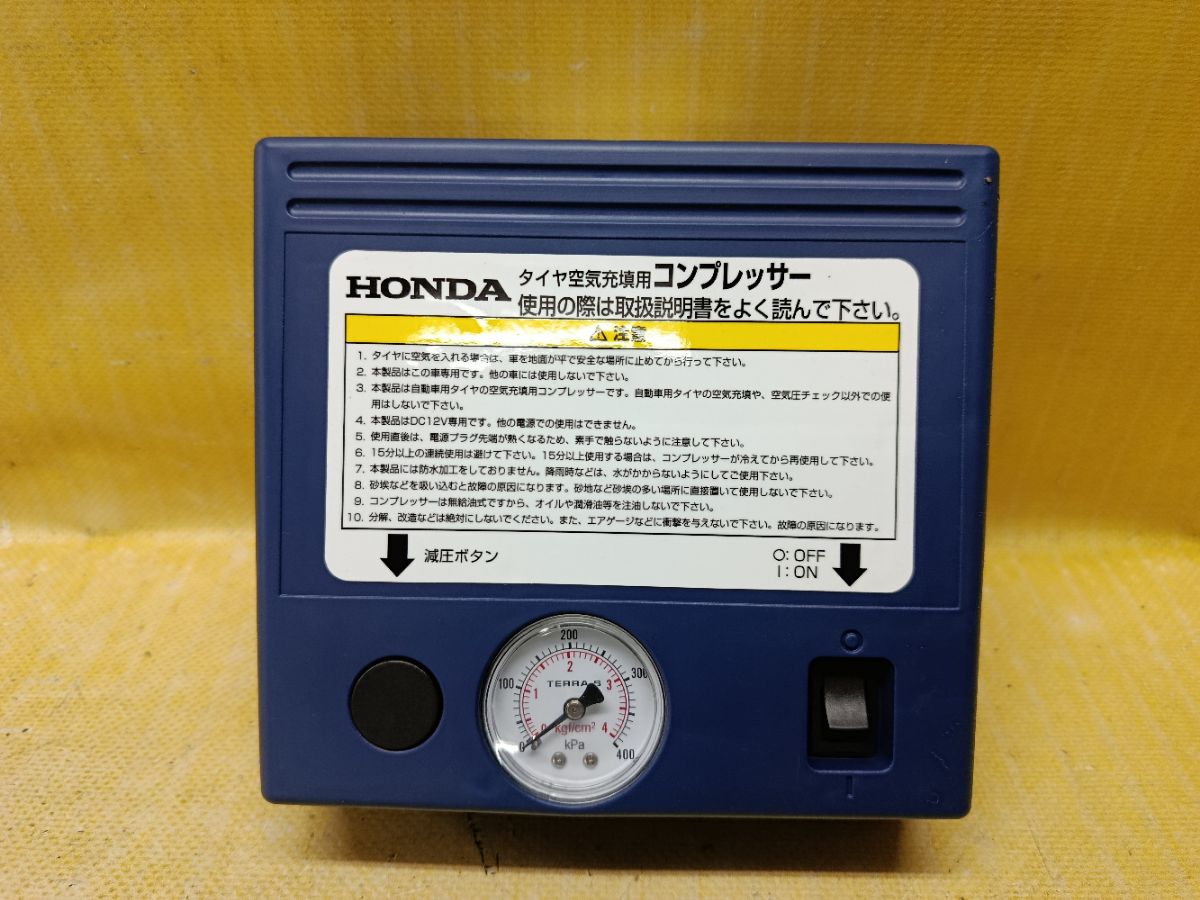 HONDA タイヤ空気充填用コンプレッサー
使用の際は取扱説明書をよく読んで下さい。
⚠ 注意
1. タイヤに空気を入れる場合は、車を地面が平で安全な場所に止めてから行って下さい。
2. 本製品はこの車専用です。他の車には使用しないで下さい。
3. 本製品は自動車用タイヤの空気充填用コンプレッサーです。自動車用タイヤの空気充填や、空気圧チェック以外での使
用はしないで下さい。
4. 本製品はDC12V専用です。他の電源での使用はできません。
5. 使用直後は、電源プラグ先端が熱くなるため、素手で触らないように注意して下さい。
6. 15分以上の連続使用は避けて下さい。15分以上使用する場合は、コンプレッサーが冷えてから再使用して下さい。
7. 本製品には防水加工をしておりません。降雨時などは、水がかからないようにしてご使用下さい。
8. 砂埃などを吸い込むと故障の原因になります。砂地など砂埃の多い場所に直接置いて使用しないで下さい。
9. コンプレッサーは無給油式ですから、オイルや潤滑油等を注油しないで下さい。
10. 分解、改造などは絶対にしないでください。また、エアゲージなどに衝撃を与えないで下さい。故障の原因になります。
減圧ボタン
O:OFF
I:ON
0 100 200 300 400
0 1 2 3 4
TERRA-S
kgf/cm²
kPa
O
I